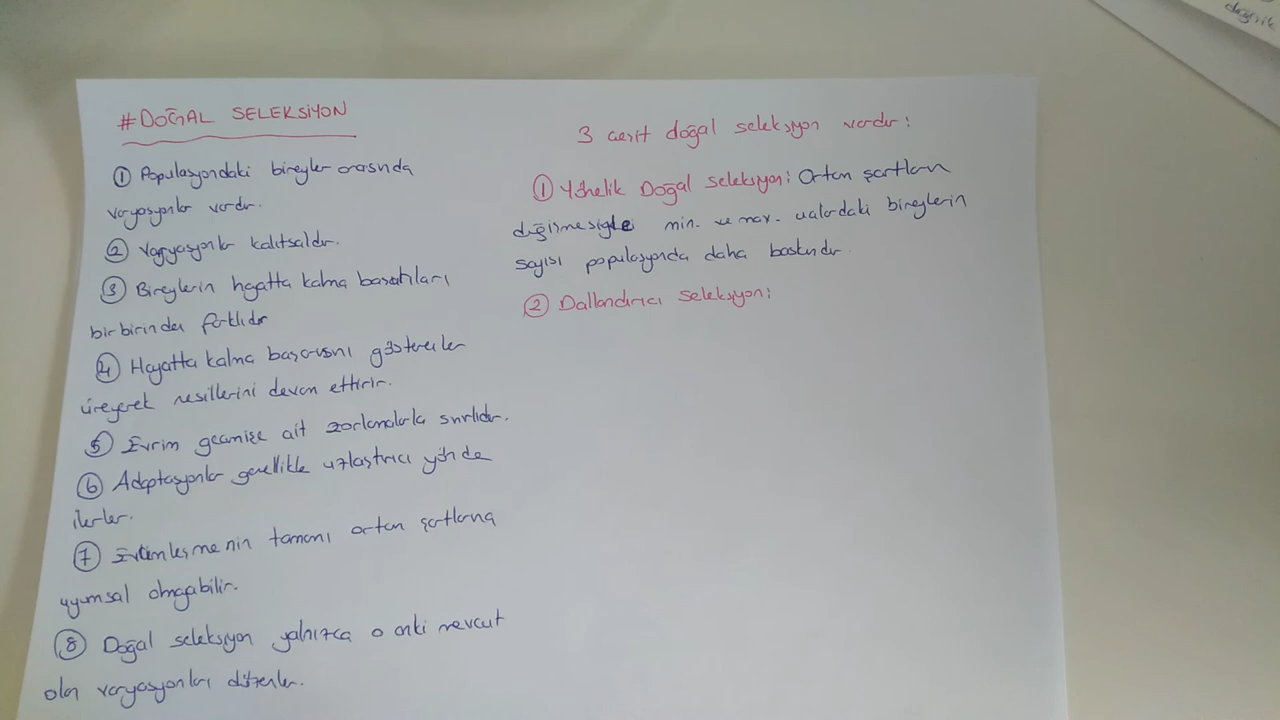 #DOĞAL SELEKSİYON
① Populasyondaki bireyler arasında
varyasyonlar vardır.
② Varyasyonlar kalıtsaldır.
③ Bireylerin hayatta kalma başarıları
birbirinden farklıdır
④ Hayatta kalma başarısını gösterenler
üreyerek nesillerini devam ettirir.
⑤ Evrim geçmişe ait zorlamalarla sınırlıdır.
⑥ Adaptasyonlar genellikle uzlaştırıcı yönde
ilerler.
⑦ Evrimleşmenin tamamı ortam şartlarına
uyumsal olmayabilir.
⑧ Doğal seleksiyon yalnızca o anki mevcut
olan varyasyonları düzenler.
3 çeşit doğal seleksiyon vardır:
① Yönelik Doğal Seleksiyon: Ortam şartları
değişmesiyle min. ve max. uçlardaki bireylerin
sayısı populasyonda daha baskındır.
② Dallandırıcı Seleksiyon: